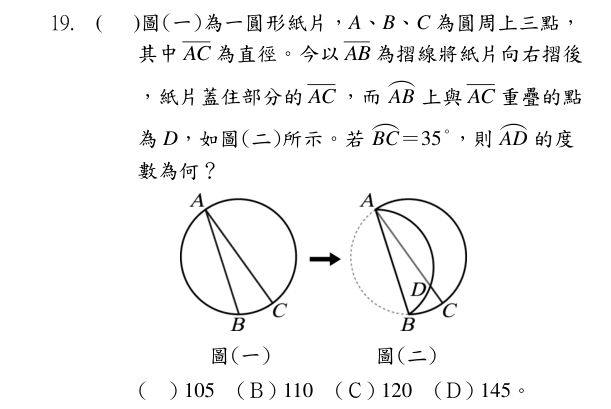 19. (　)圖(一)為一圓形紙片，A、B、C 為圓周上三點，
其中 AC 為直徑。今以 AB 為摺線將紙片向右摺後
，紙片蓋住部分的 AC，而 AB 上與 AC 重疊的點
為 D，如圖(二)所示。若 BC＝35°，則 AD 的度
數為何？
A
B
C
A
D
B
C
圖(一)　圖(二)
(　) 105　(B) 110　(C) 120　(D) 145。